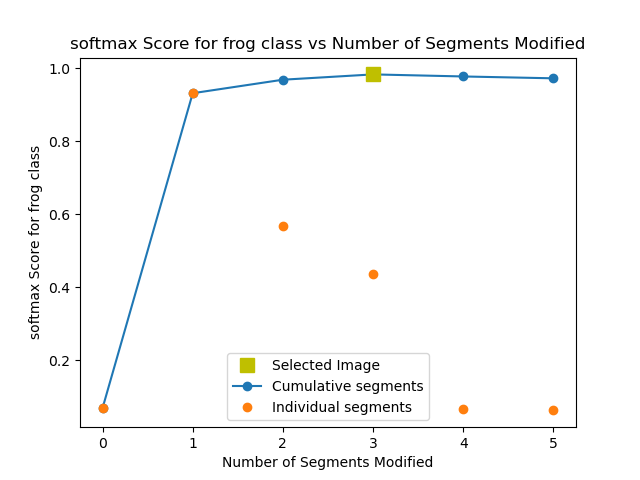 softmax Score for frog class vs Number of Segments Modified
softmax Score for frog class
1.0
0.8
0.6
0.4
0.2
Selected Image
Cumulative segments
Individual segments
0 1 2 3 4 5
Number of Segments Modified